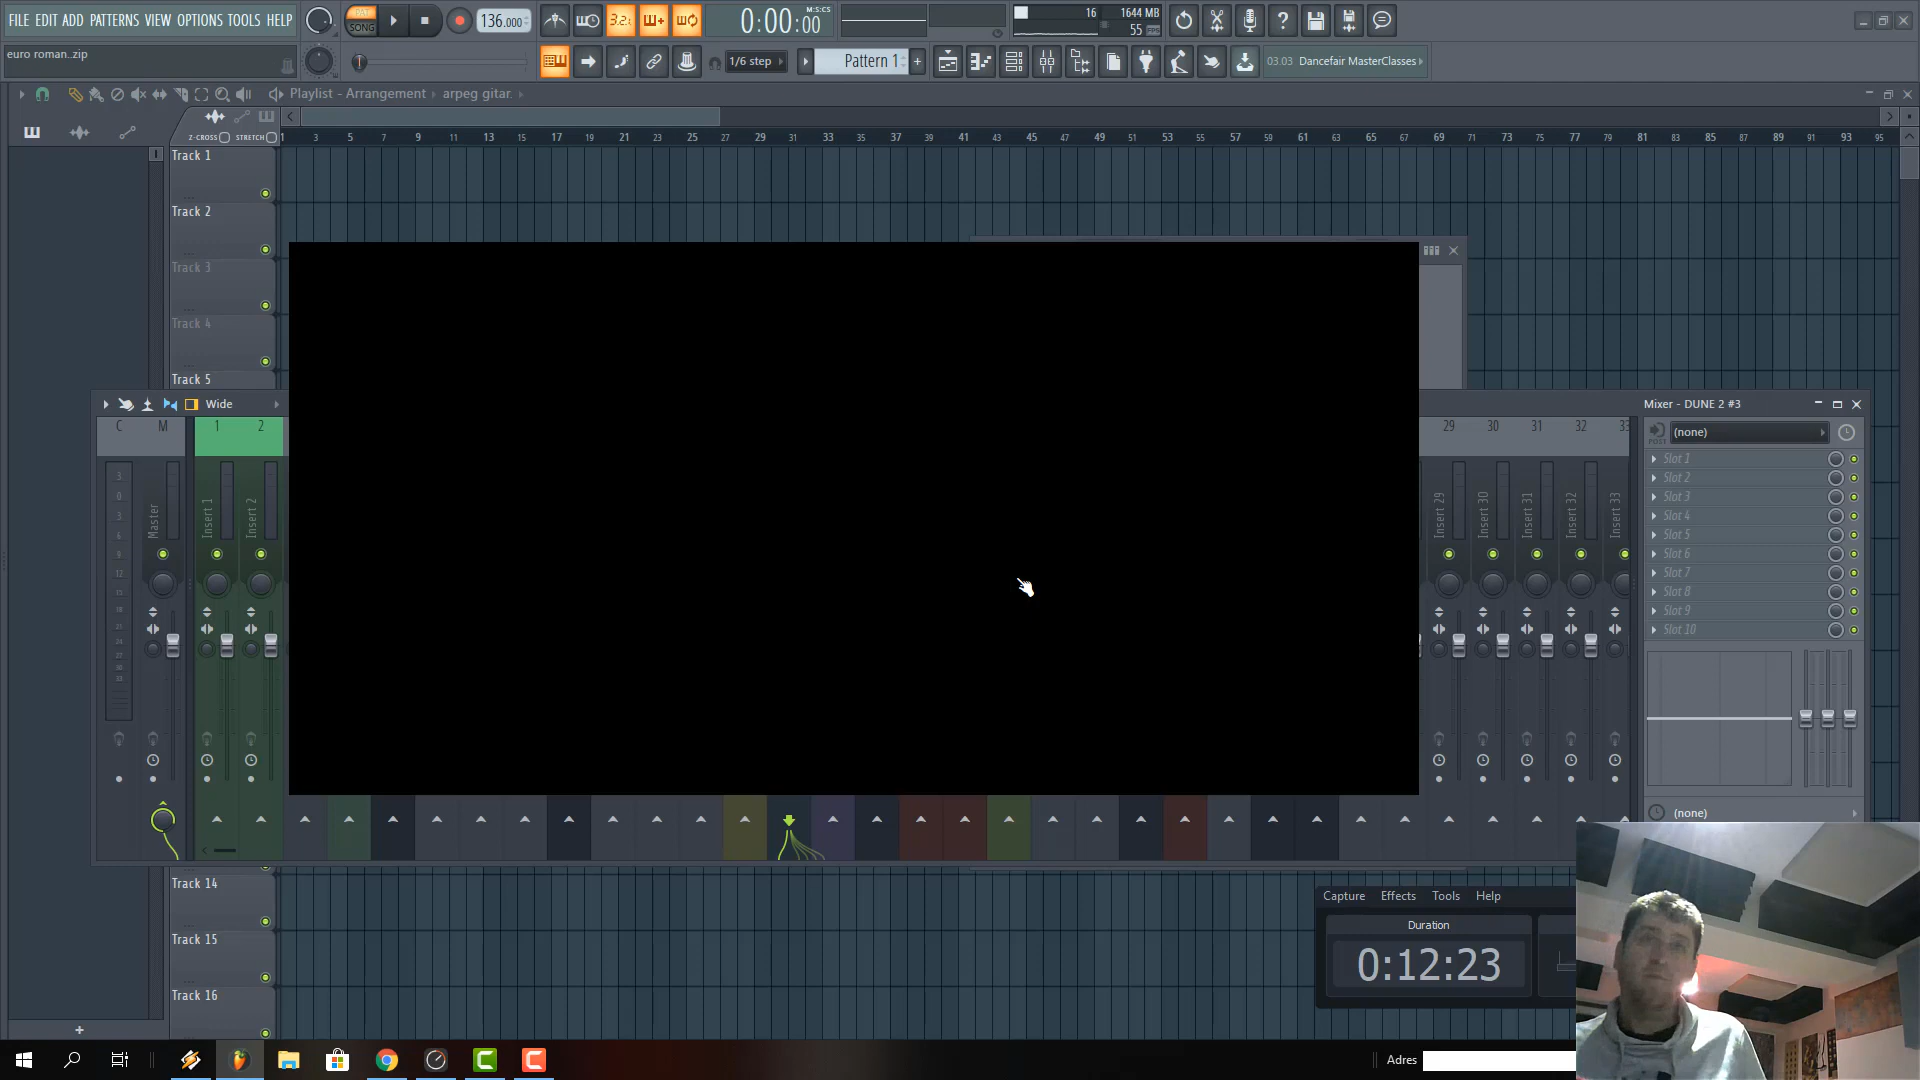 FILE EDIT ADD PATTERNS VIEW OPTIONS TOOLS HELP
PAT
SONG
136.000
3.2.
0:00:00
M:S:CS
16
1644 MB
55
euro roman..zip
1/6 step
Pattern 1
+
03.03 Dancefair MasterClasses
Playlist - Arrangement
arpeg gitar.
Z-CROSS
STRETCH
1 3 5 7 9 11 13 15 17 19 21 23 25 27 29 31 33 35 37 39 41 43 45 47 49 51 53 55 57 59 61 63 65 67 69 71 73 75 77 79 81 83 85 87 89 91 93 95
Track 1
Track 2
Track 3
Track 4
Track 5
Wide
Mixer - DUNE 2 #3
C M 1 2
29 30 31 32 33
POST
(none)
Slot 1
Slot 2
Slot 3
Slot 4
Slot 5
Slot 6
Slot 7
Slot 8
Slot 9
Slot 10
Master
Insert 1
Insert 2
Insert 29
Insert 30
Insert 31
Insert 32
Insert 33
(none)
Track 14
Track 15
Track 16
+
Capture Effects Tools Help
Duration
0:12:23
Adres